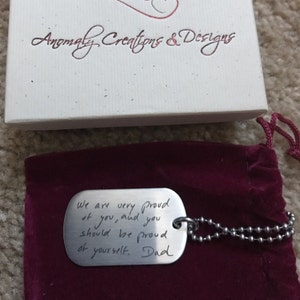 Anomaly Creations & Designs
We are very proud
of you, and you
should be proud
of yourself. Dad